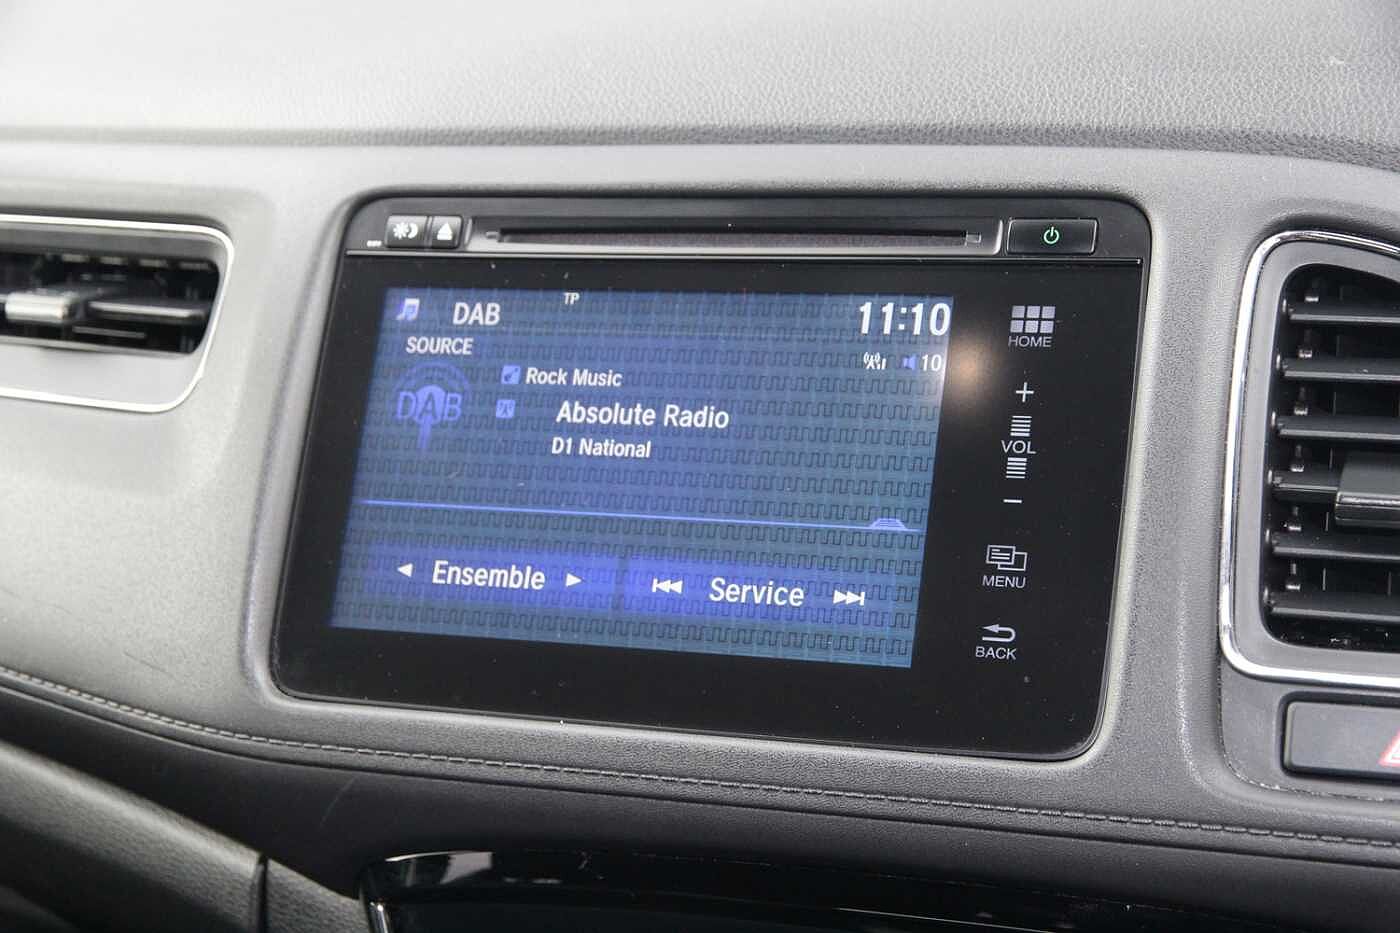 DAB
TP
11:10
SOURCE
10
Rock Music
DAB
Absolute Radio
D1 National
Ensemble
Service
HOME
+
VOL
−
MENU
BACK